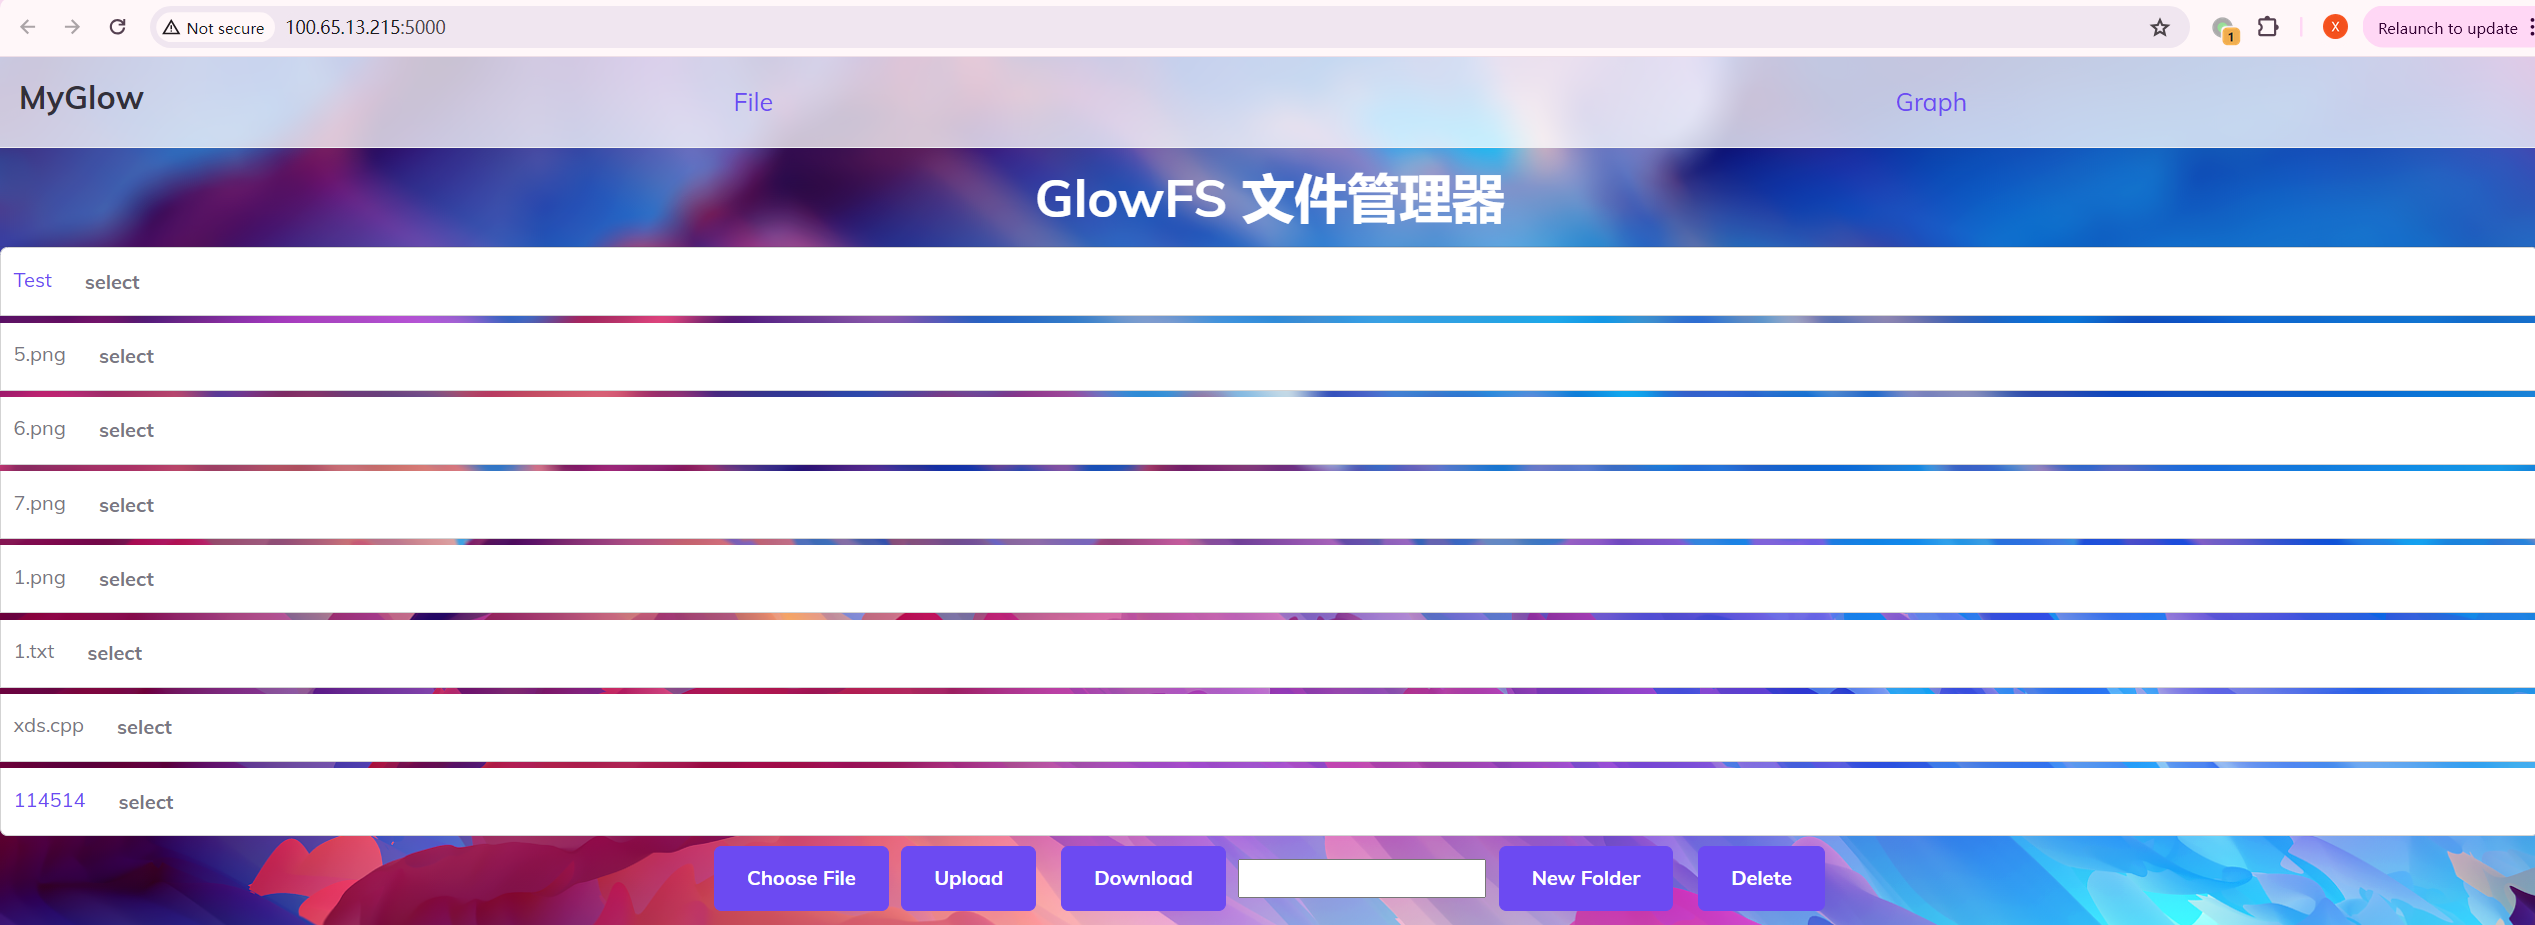 Not secure 100.65.13.215:5000 1 X Relaunch to update
MyGlow File Graph
GlowFS 文件管理器
Test select
5.png select
6.png select
7.png select
1.png select
1.txt select
xds.cpp select
114514 select
Choose File Upload Download New Folder Delete